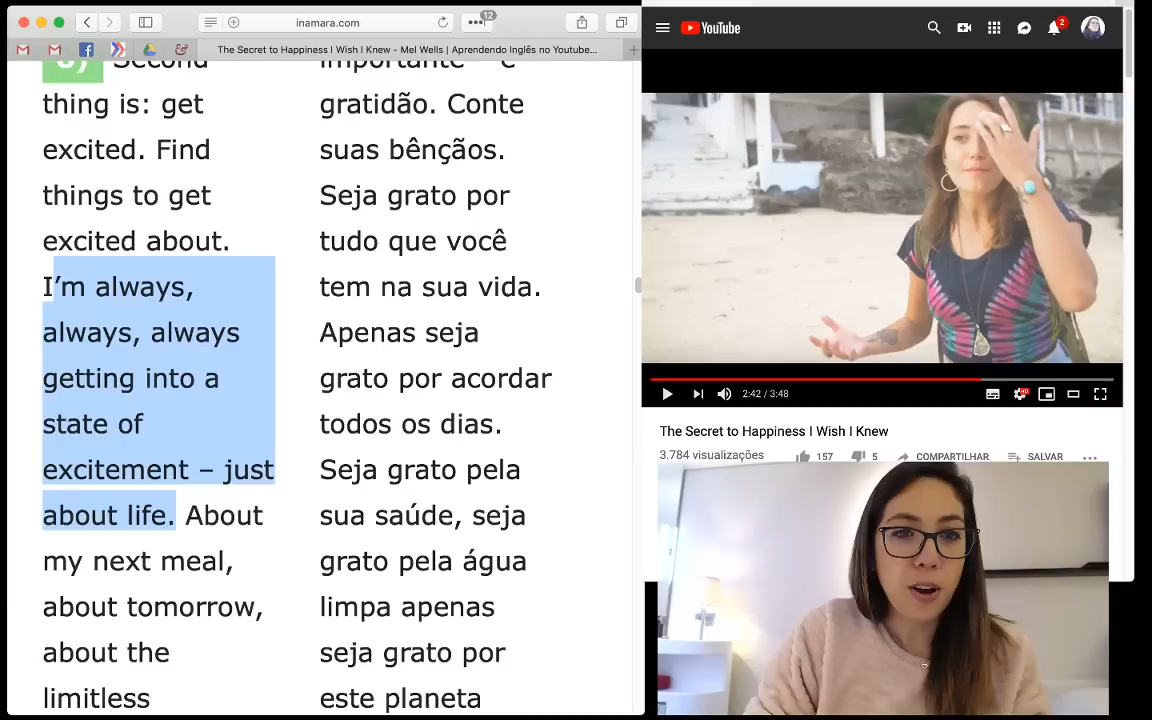 inamara.com
12
The Secret to Happiness I Wish I Knew - Mel Wells | Aprendendo Inglês no Youtube...
Second
thing is: get
excited. Find
things to get
excited about.
I'm always,
always, always
getting into a
state of
excitement – just
about life. About
my next meal,
about tomorrow,
about the
limitless
importante é
gratidão. Conte
suas bênçãos.
Seja grato por
tudo que você
tem na sua vida.
Apenas seja
grato por acordar
todos os dias.
Seja grato pela
sua saúde, seja
grato pela água
limpa apenas
seja grato por
este planeta
YouTube
2
2:42 / 3:48
HD
The Secret to Happiness I Wish I Knew
3.784 visualizações
157
5
COMPARTILHAR
SALVAR